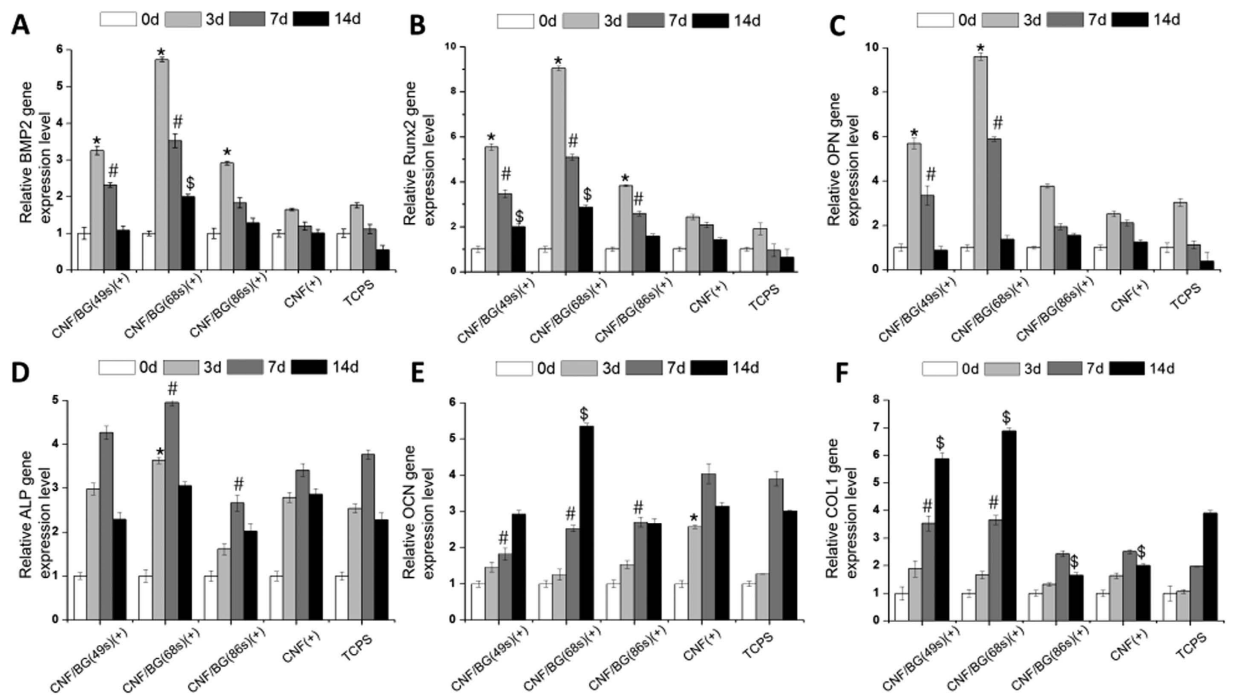 A
0d 3d 7d 14d
Relative BMP2 gene
expression level
6
5
4
3
2
1
0
* # * # $ *
CNF/BG(49s)(+) CNF/BG(68s)(+) CNF/BG(86s)(+) CNF(+) TCPS
B
0d 3d 7d 14d
Relative Runx2 gene
expression level
10
8
6
4
2
0
* # $ * # $ * #
CNF/BG(49s)(+) CNF/BG(68s)(+) CNF/BG(86s)(+) CNF(+) TCPS
C
0d 3d 7d 14d
Relative OPN gene
expression level
10
8
6
4
2
0
* # * #
CNF/BG(49s)(+) CNF/BG(68s)(+) CNF/BG(86s)(+) CNF(+) TCPS
D
0d 3d 7d 14d
Relative ALP gene
expression level
5
4
3
2
1
0
* # #
CNF/BG(49s)(+) CNF/BG(68s)(+) CNF/BG(86s)(+) CNF(+) TCPS
E
0d 3d 7d 14d
Relative OCN gene
expression level
6
5
4
3
2
1
0
# # $ # *
CNF/BG(49s)(+) CNF/BG(68s)(+) CNF/BG(86s)(+) CNF(+) TCPS
F
0d 3d 7d 14d
Relative COL1 gene
expression level
8
7
6
5
4
3
2
1
0
# $ # $ $ $
CNF/BG(49s)(+) CNF/BG(68s)(+) CNF/BG(86s)(+) CNF(+) TCPS